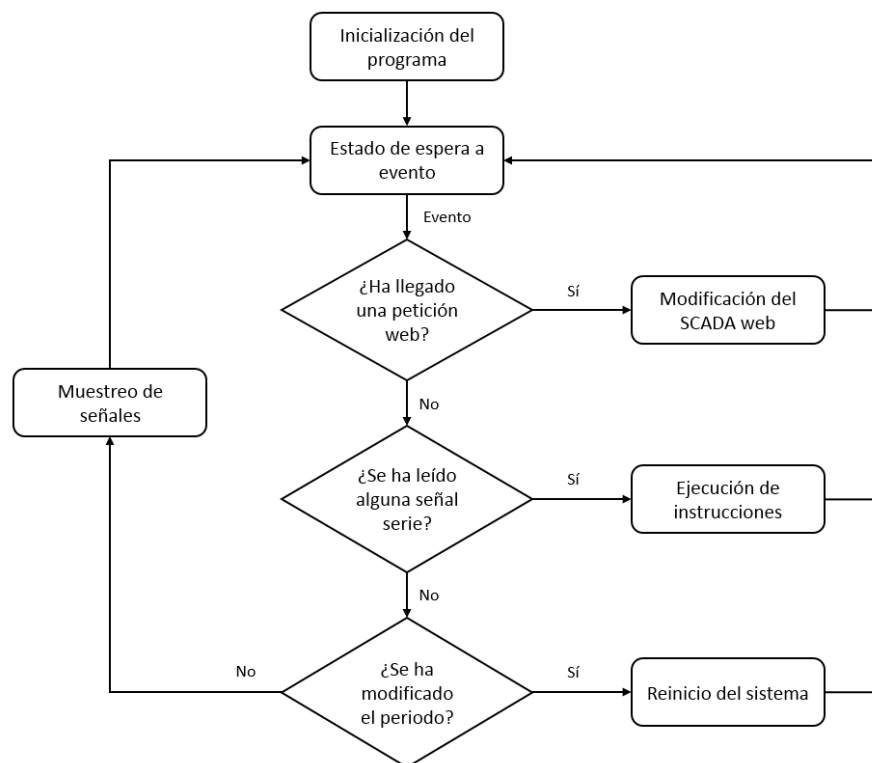 Inicialización del
programa
Estado de espera a
evento
Evento
¿Ha llegado
una petición
web?
Sí
Modificación del
SCADA web
Muestreo de
señales
No
¿Se ha leído
alguna señal
serie?
Sí
Ejecución de
instrucciones
No
No
¿Se ha
modificado
el periodo?
Sí
Reinicio del sistema